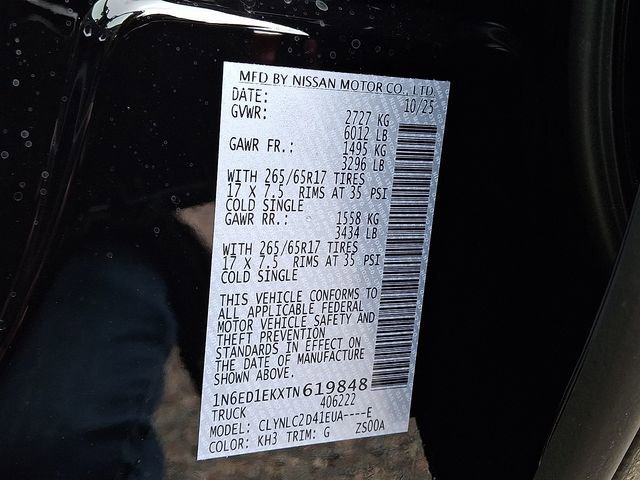 MFD BY NISSAN MOTOR CO., LTD.
DATE: 10/25
GVWR: 2727 KG
6012 LB
GAWR FR.: 1495 KG
3296 LB
WITH 265/65R17 TIRES
17 X 7.5 RIMS AT 35 PSI
COLD SINGLE
GAWR RR.: 1558 KG
3434 LB
WITH 265/65R17 TIRES
17 X 7.5 RIMS AT 35 PSI
COLD SINGLE
THIS VEHICLE CONFORMS TO
ALL APPLICABLE FEDERAL
MOTOR VEHICLE SAFETY AND
THEFT PREVENTION
STANDARDS IN EFFECT ON
THE DATE OF MANUFACTURE
SHOWN ABOVE.
1N6ED1EKXTN619848
TRUCK 406222
MODEL: CLYNLC2D41EUA----E
COLOR: KH3 TRIM: G ZS00A